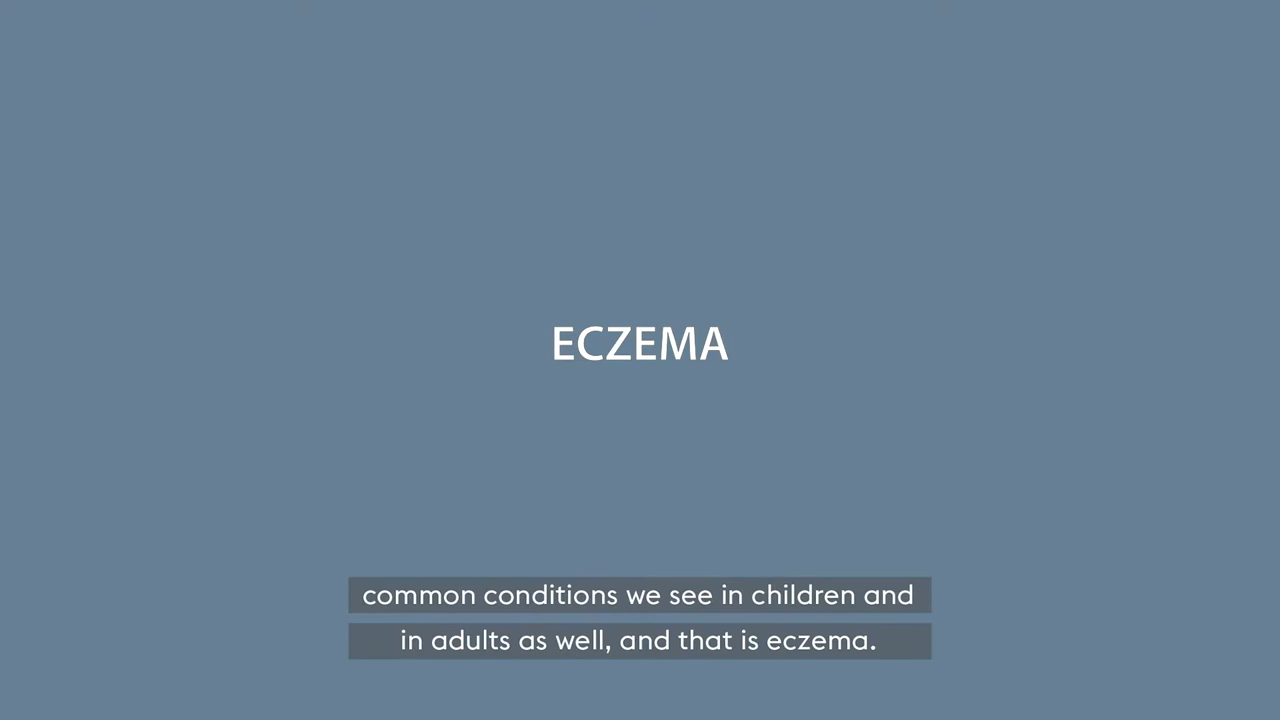 ECZEMA
common conditions we see in children and
in adults as well, and that is eczema.